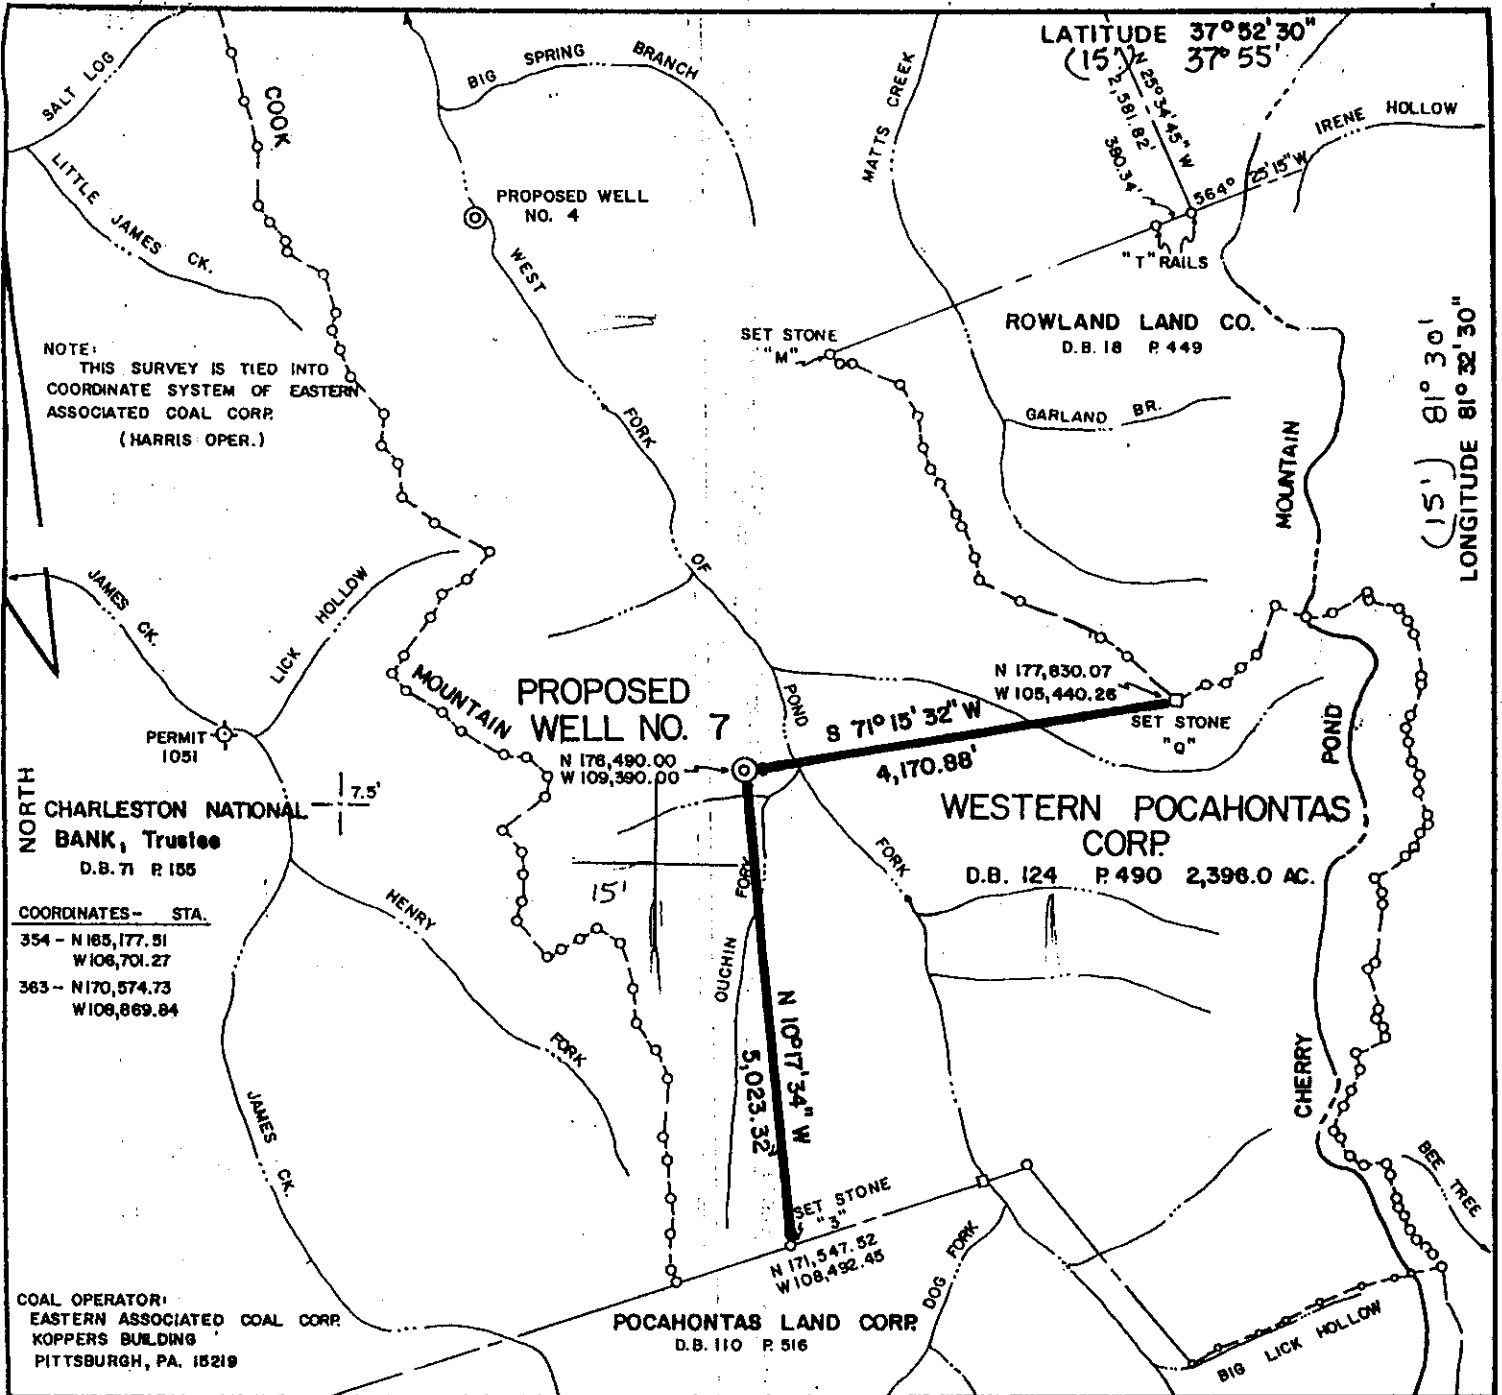 LATITUDE 37°52'30"
(15') 37°55'
SALT LOG
COOK
BIG SPRING BRANCH
MATTS CREEK
N 25°34'45" W
2,581.82'
380.34'
S64° 25'15" W
IRENE HOLLOW
LITTLE JAMES CK.
PROPOSED WELL
NO. 4
WEST
"T" RAILS
SET STONE
"M"
ROWLAND LAND CO.
D.B. 18 P. 449
NOTE:
THIS SURVEY IS TIED INTO
COORDINATE SYSTEM OF EASTERN
ASSOCIATED COAL CORP.
(HARRIS OPER.)
(15') 81° 30'
LONGITUDE 81° 32' 30"
FORK
GARLAND BR.
MOUNTAIN
OF
JAMES CK.
LICK HOLLOW
MOUNTAIN
PROPOSED
WELL NO. 7
N 176,490.00
W 109,390.00
POND
N 177,830.07
W 105,440.26
SET STONE
"Q"
S 71° 15' 32" W
4,170.88'
POND
PERMIT
1051
NORTH
7.5'
CHARLESTON NATIONAL
BANK, Trustee
D.B. 71 P. 155
WESTERN POCAHONTAS
CORP.
D.B. 124 P. 490 2,396.0 AC.
FORK
FORK
15'
HENRY
COORDINATES - STA.
354 - N165,177.51
W106,701.27
363 - N170,574.73
W108,869.84
OUCHIN
N 10°17'34" W
5,023.32'
FORK
CHERRY
JAMES CK.
BEE TREE
SET STONE
"3"
N 171,547.52
W108,492.45
DOG FORK
COAL OPERATOR:
EASTERN ASSOCIATED COAL CORP.
KOPPERS BUILDING
PITTSBURGH, PA. 15219
POCAHONTAS LAND CORP.
D.B. 110 P. 516
BIG LICK HOLLOW